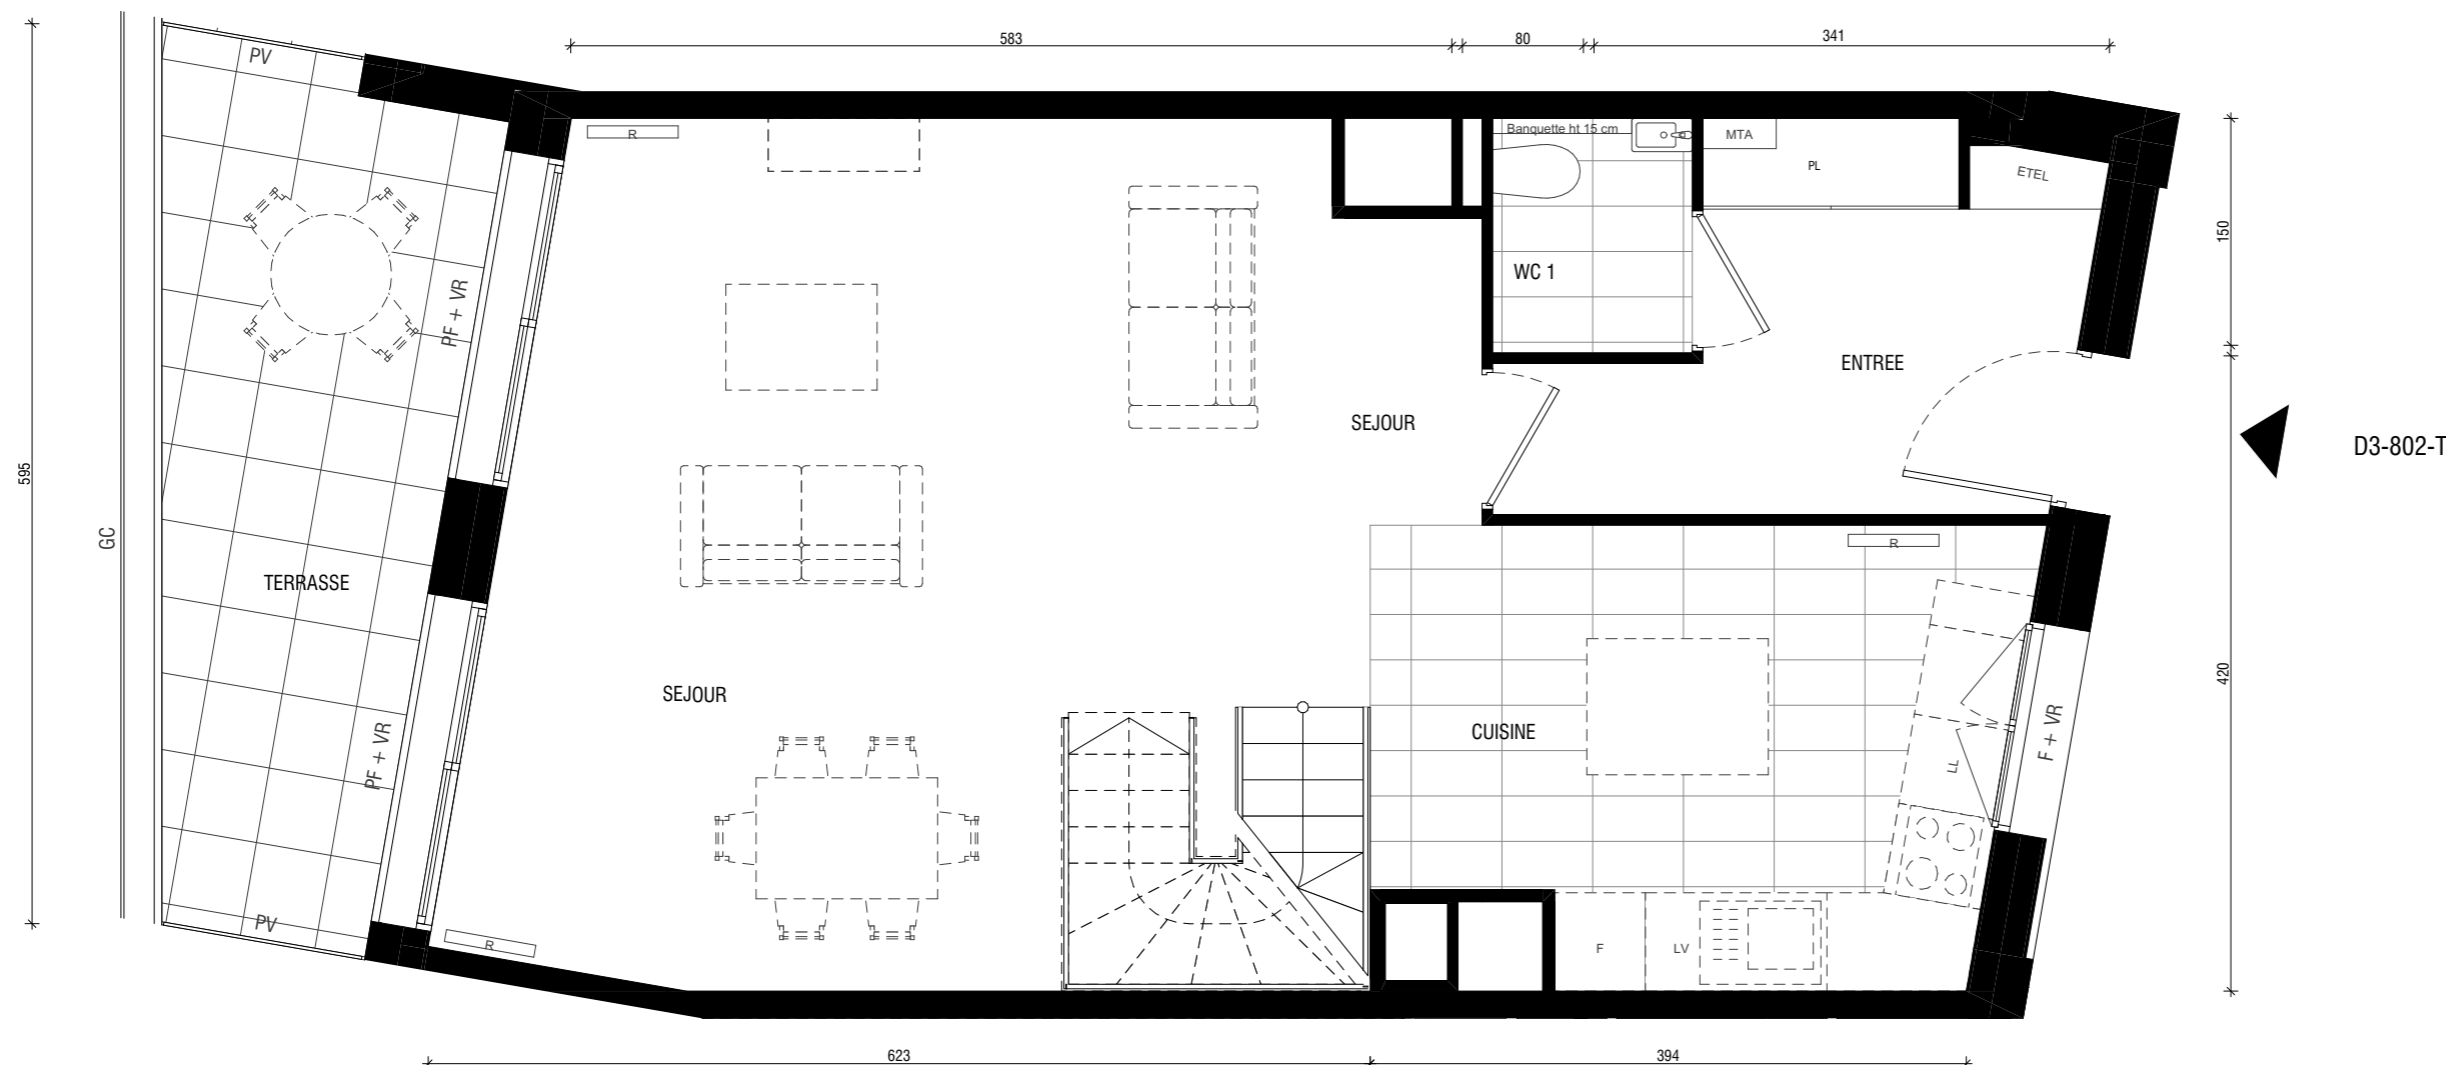 583
80
341
PV
R
Banquette ht 15 cm
MTA
PL
ETEL
150
WC 1
PF + VR
ENTREE
SEJOUR
D3-802-T
595
GC
TERRASSE
R
SEJOUR
CUISINE
420
PF + VR
F + VR
LL
PV
R
F
LV
623
394